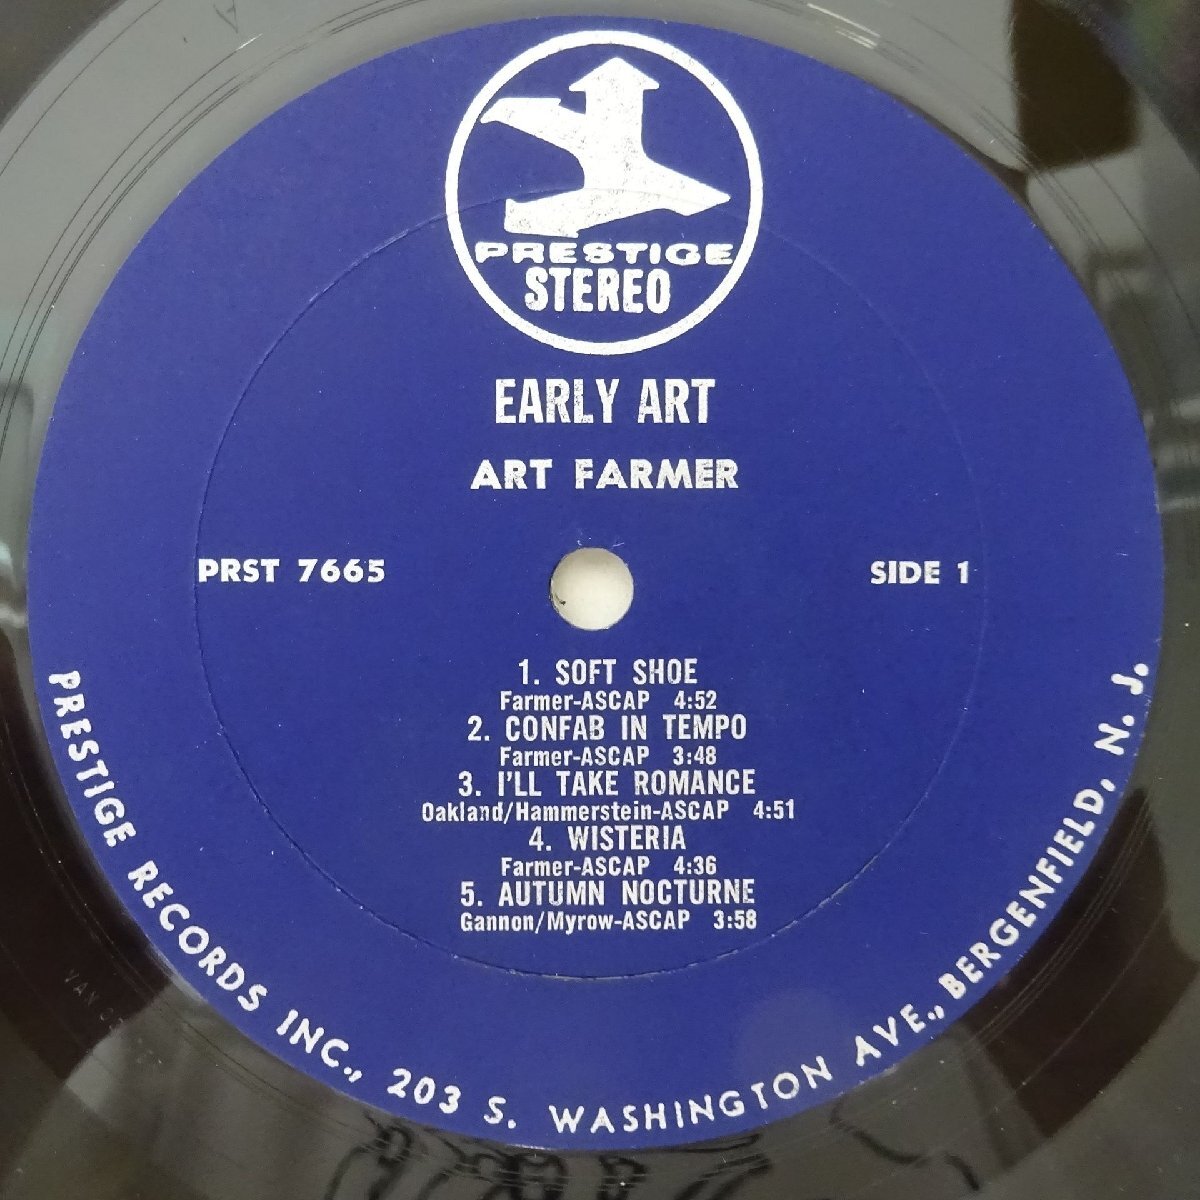 PRESTIGE
STEREO
EARLY ART
ART FARMER
PRST 7665
SIDE 1
1. SOFT SHOE
Farmer-ASCAP 4:52
2. CONFAB IN TEMPO
Farmer-ASCAP 3:48
3. I'LL TAKE ROMANCE
Oakland/Hammerstein-ASCAP 4:51
4. WISTERIA
Farmer-ASCAP 4:36
5. AUTUMN NOCTURNE
Gannon/Myrow-ASCAP 3:58
PRESTIGE RECORDS INC., 203 S. WASHINGTON AVE., BERGENFIELD, N. J.
VAN